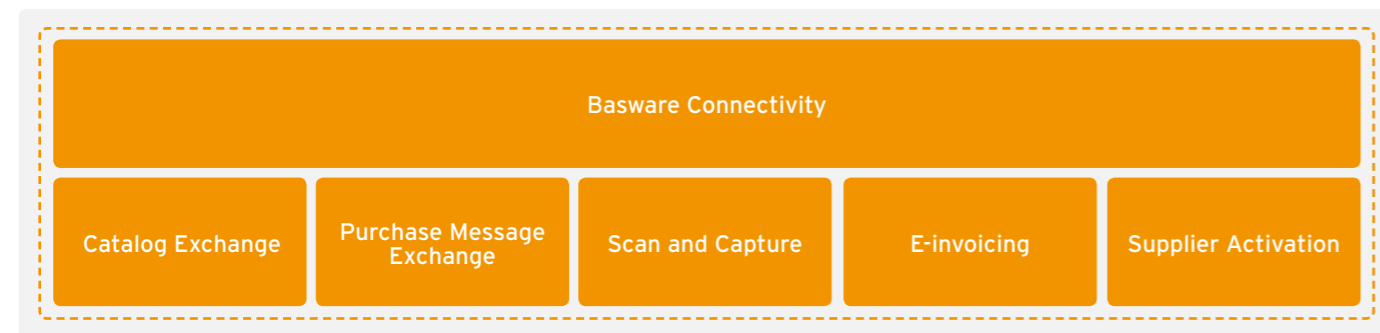 Basware Connectivity
Catalog Exchange
Purchase Message
Exchange
Scan and Capture
E-invoicing
Supplier Activation